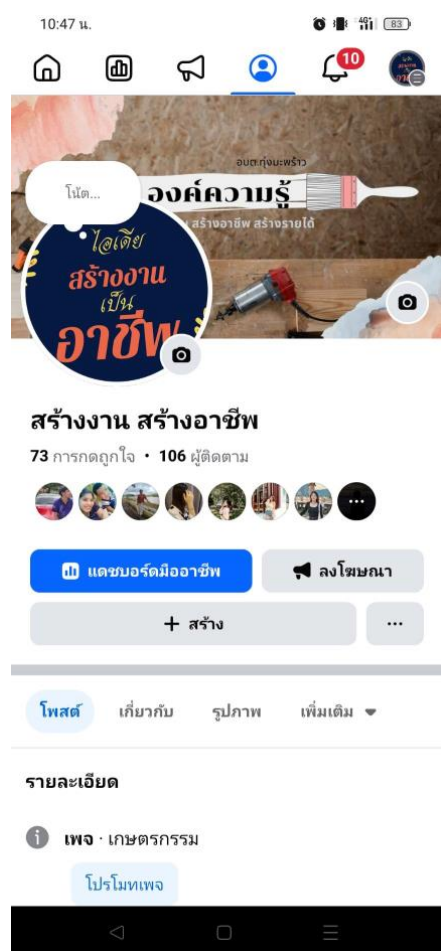 10:47 น.
4G
83
10
อบต.ทุ่งมะพร้าว
องค์ความรู้
สร้างอาชีพ สร้างรายได้
โน้ต...
ไอเดีย
สร้างงาน
เป็น
อาชีพ
สร้างงาน สร้างอาชีพ
73 การกดถูกใจ • 106 ผู้ติดตาม
แดชบอร์ดมืออาชีพ
ลงโฆษณา
+ สร้าง
...
โพสต์ เกี่ยวกับ รูปภาพ เพิ่มเติม
รายละเอียด
เพจ · เกษตรกรรม
โปรโมทเพจ